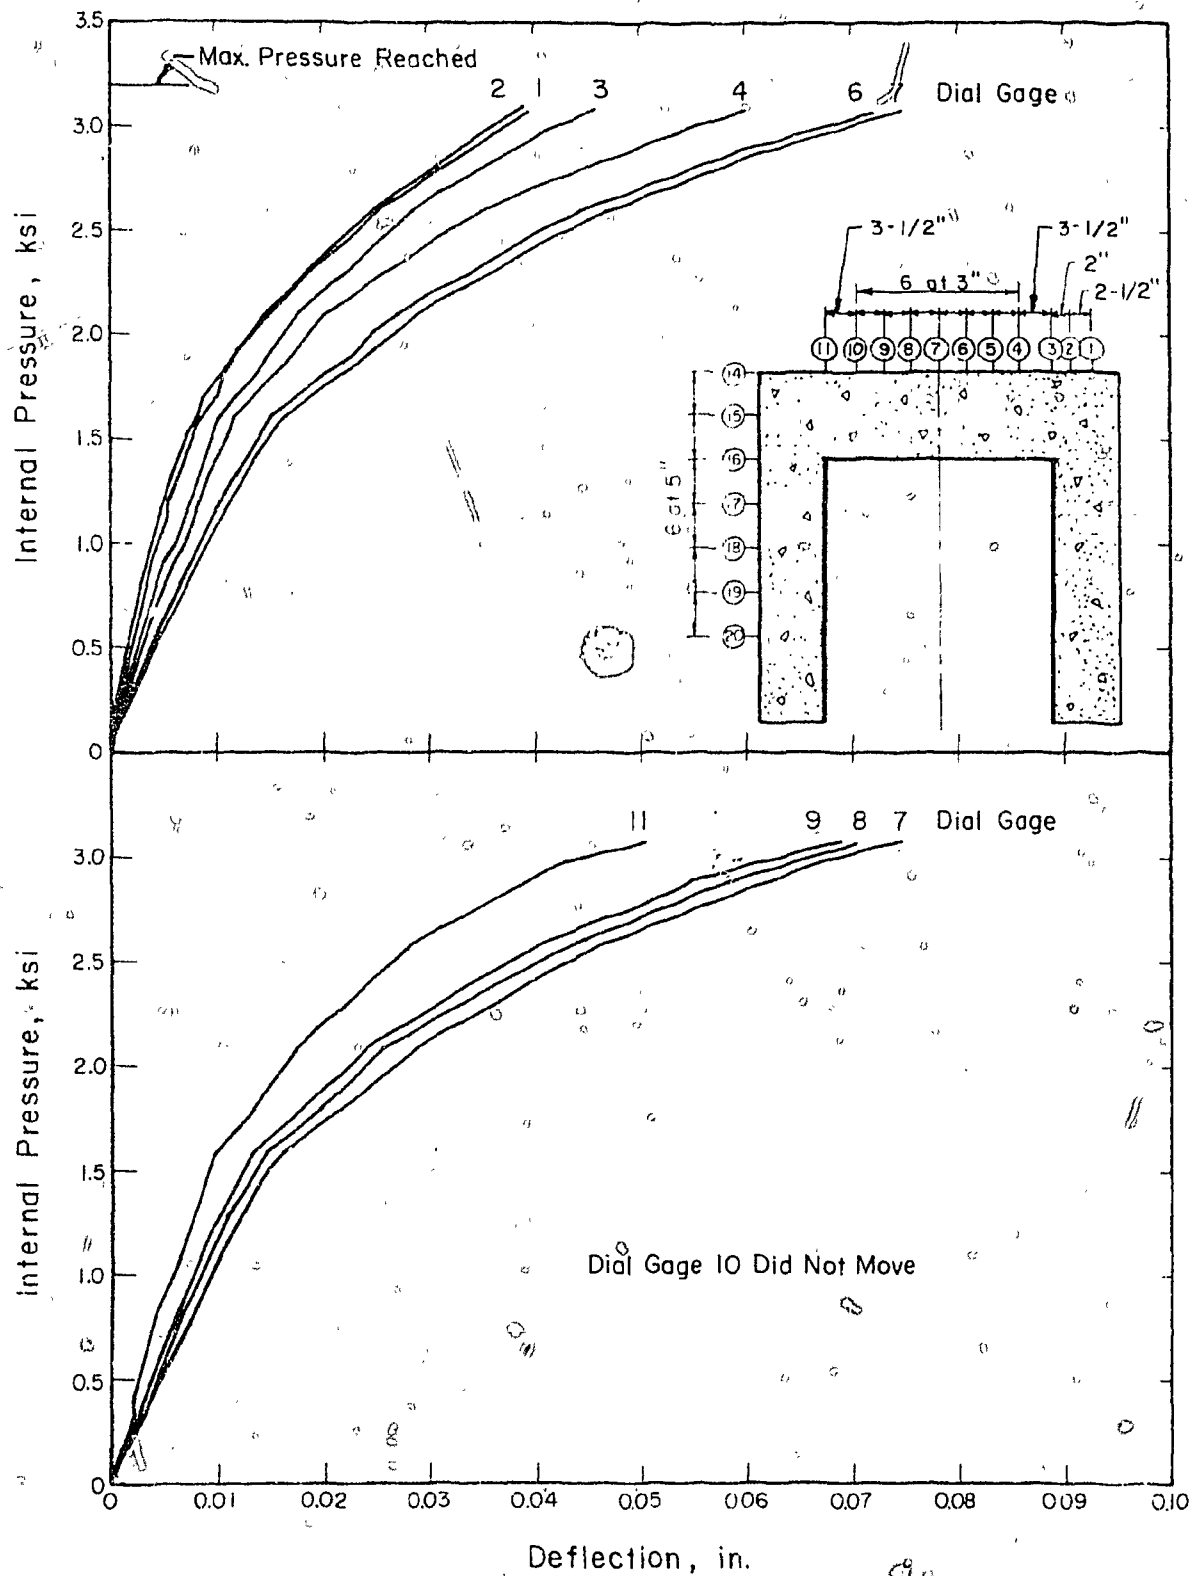 3.5
Max. Pressure Reached
2 1 3 4 6 Dial Gage
3.0
2.5
2.0
1.5
1.0
0.5
0
Internal Pressure, ksi
3-1/2" 3-1/2"
2"
6 at 3" 2-1/2"
11 10 9 8 7 6 5 4 3 2 1
14
15
16
17
18
19
20
6 at 5"
11 9 8 7 Dial Gage
3.0
2.5
2.0
1.5
1.0
0.5
0
Internal Pressure, ksi
Dial Gage 10 Did Not Move
0 0.01 0.02 0.03 0.04 0.05 0.06 0.07 0.08 0.09 0.10
Deflection, in.